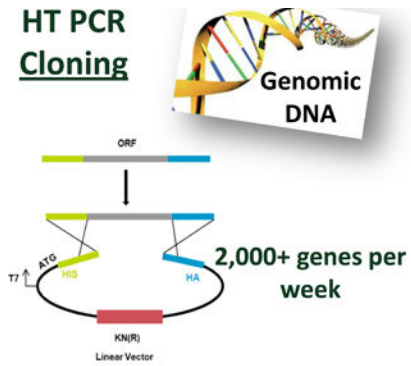 HT PCR
Cloning
Genomic
DNA
ORF
ATG
T7
HIS
HA
2,000+ genes per
week
KN(R)
Linear Vector